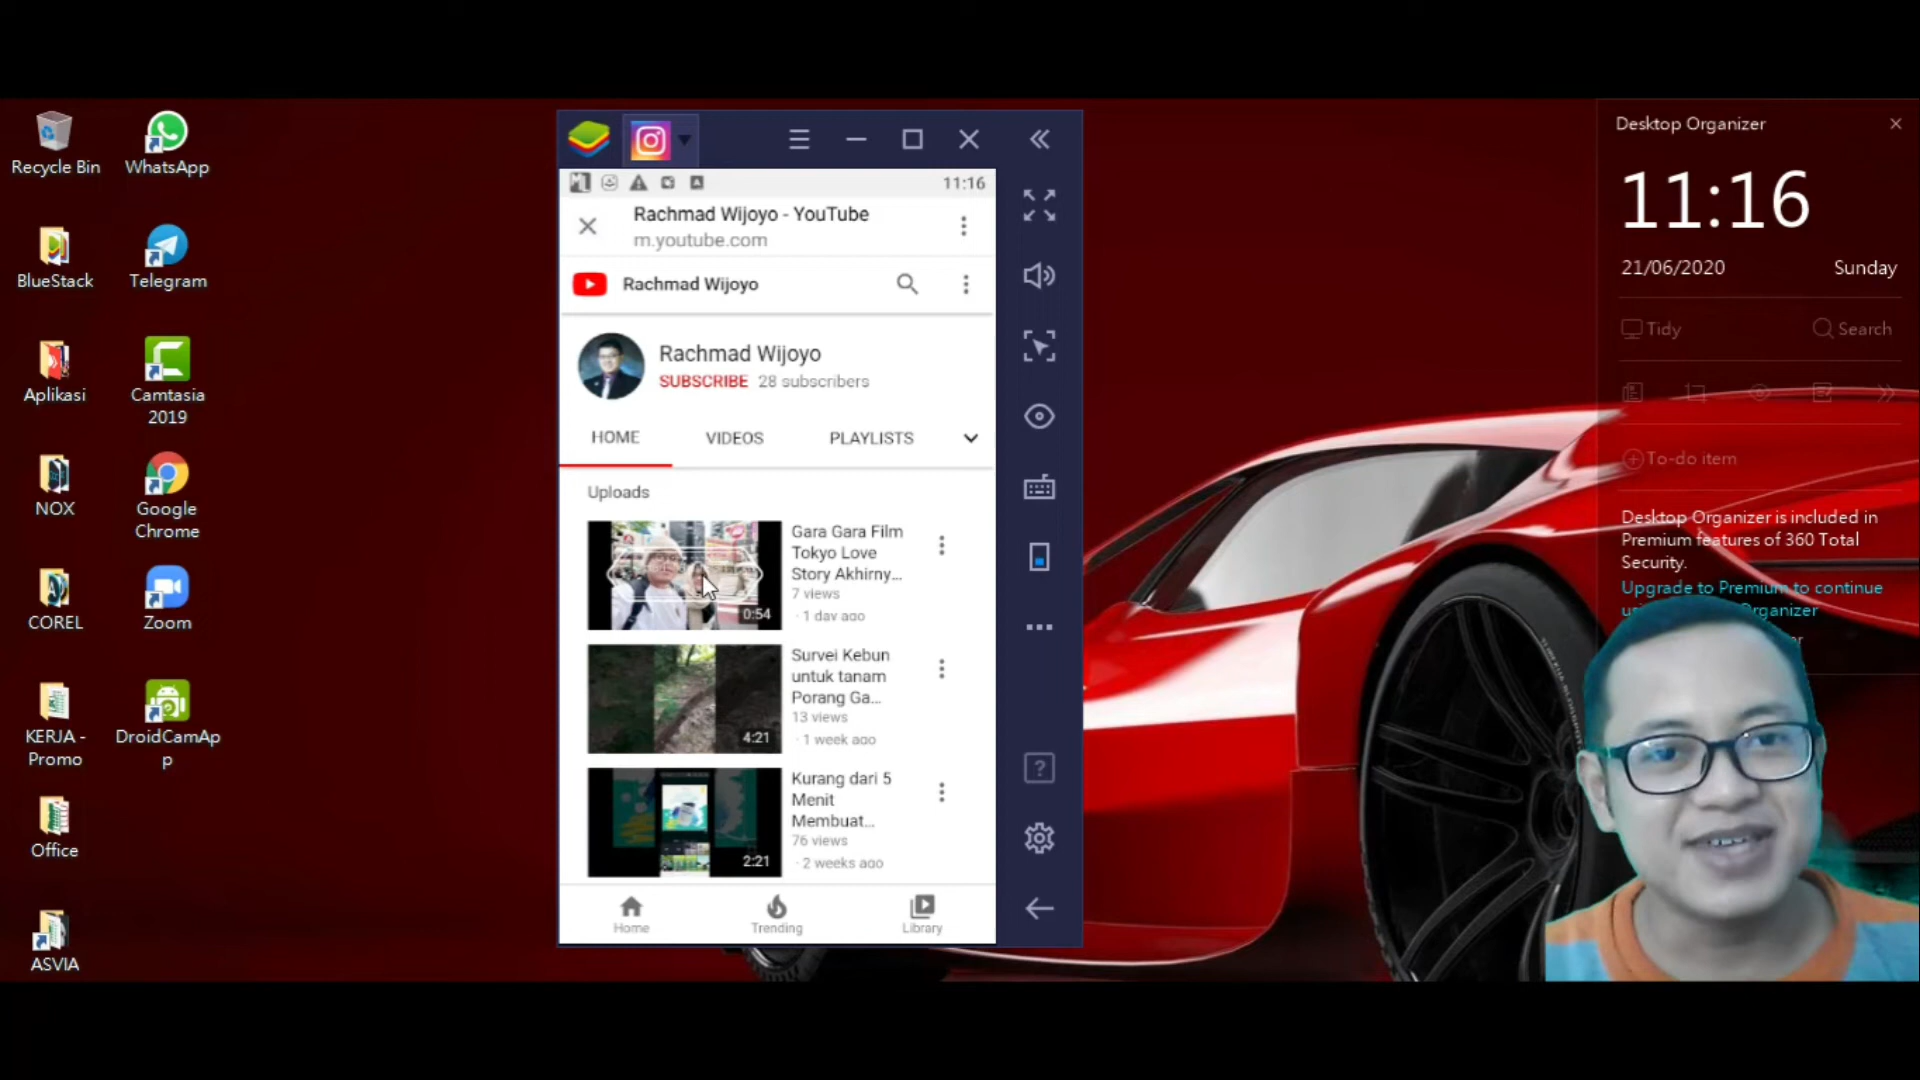 Recycle Bin
WhatsApp
BlueStack
Telegram
Aplikasi
Camtasia
2019
NOX
Google
Chrome
COREL
Zoom
KERJA -
Promo
DroidCamAp
p
Office
ASVIA
11:16
Rachmad Wijoyo - YouTube
m.youtube.com
Rachmad Wijoyo
Rachmad Wijoyo
SUBSCRIBE 28 subscribers
HOME VIDEOS PLAYLISTS
Uploads
Gara Gara Film
Tokyo Love
Story Akhirny...
7 views
· 1 day ago
0:54
Survei Kebun
untuk tanam
Porang Ga...
13 views
· 1 week ago
4:21
Kurang dari 5
Menit
Membuat...
76 views
· 2 weeks ago
2:21
Home Trending Library
Desktop Organizer
11:16
21/06/2020 Sunday
Tidy Search
To-do item
Desktop Organizer is included in
Premium features of 360 Total
Security.
Upgrade to Premium to continue